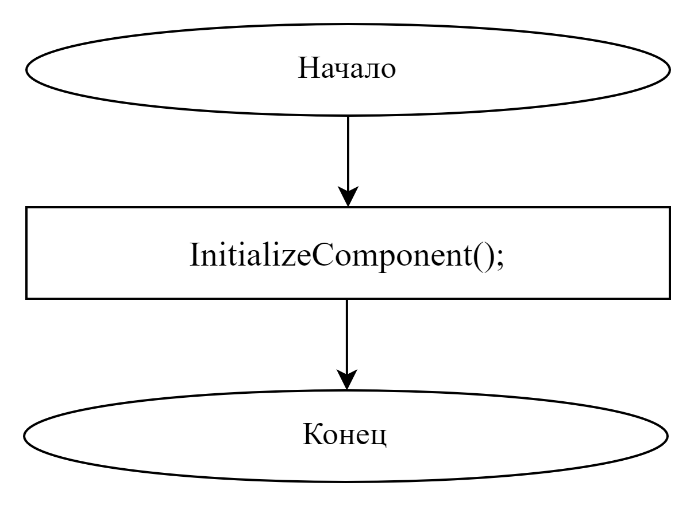 Начало
InitializeComponent();
Конец